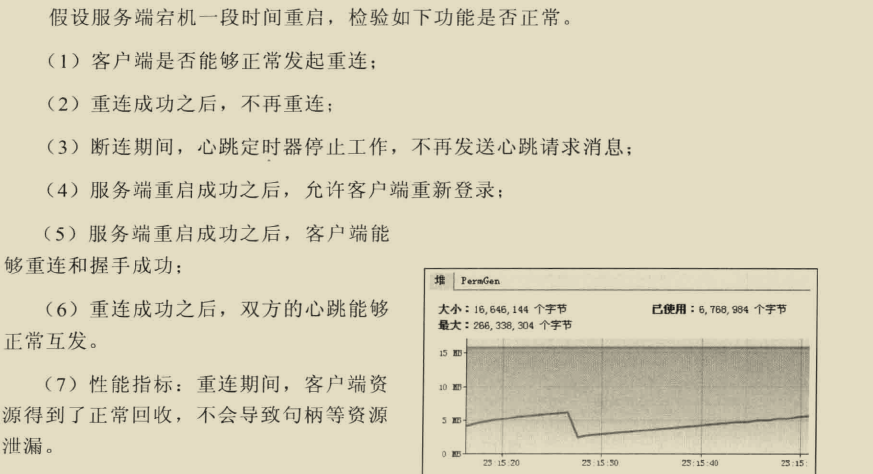 假设服务端宕机一段时间重启，检验如下功能是否正常。
（1）客户端是否能够正常发起重连；
（2）重连成功之后，不再重连；
（3）断连期间，心跳定时器停止工作，不再发送心跳请求消息；
（4）服务端重启成功之后，允许客户端重新登录；
（5）服务端重启成功之后，客户端能
够重连和握手成功；
（6）重连成功之后，双方的心跳能够
正常互发。
（7）性能指标：重连期间，客户端资
源得到了正常回收，不会导致句柄等资源
泄漏。
堆 PermGen
大小：16,646,144 个字节 已使用：6,768,984 个字节
最大：266,338,304 个字节
15 MB
10 MB
5 MB
0 MB
23:15:20 23:15:30 23:15:40 23:15: